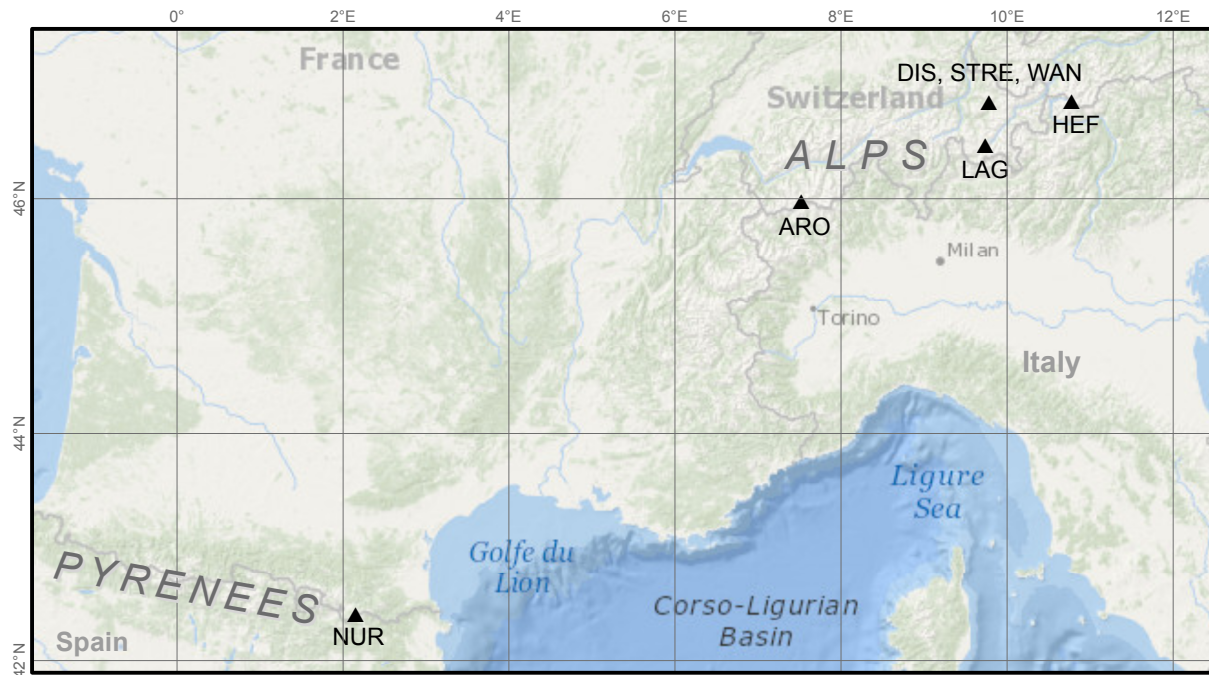 0° 2°E 4°E 6°E 8°E 10°E 12°E
France
DIS, STRE, WAN
Switzerland
HEF
ALPS
LAG
46°N
ARO
Milan
Torino
Italy
44°N
Ligure
Sea
Golfe du
Lion
PYRENEES
Corso-Ligurian
Basin
NUR
Spain
42°N